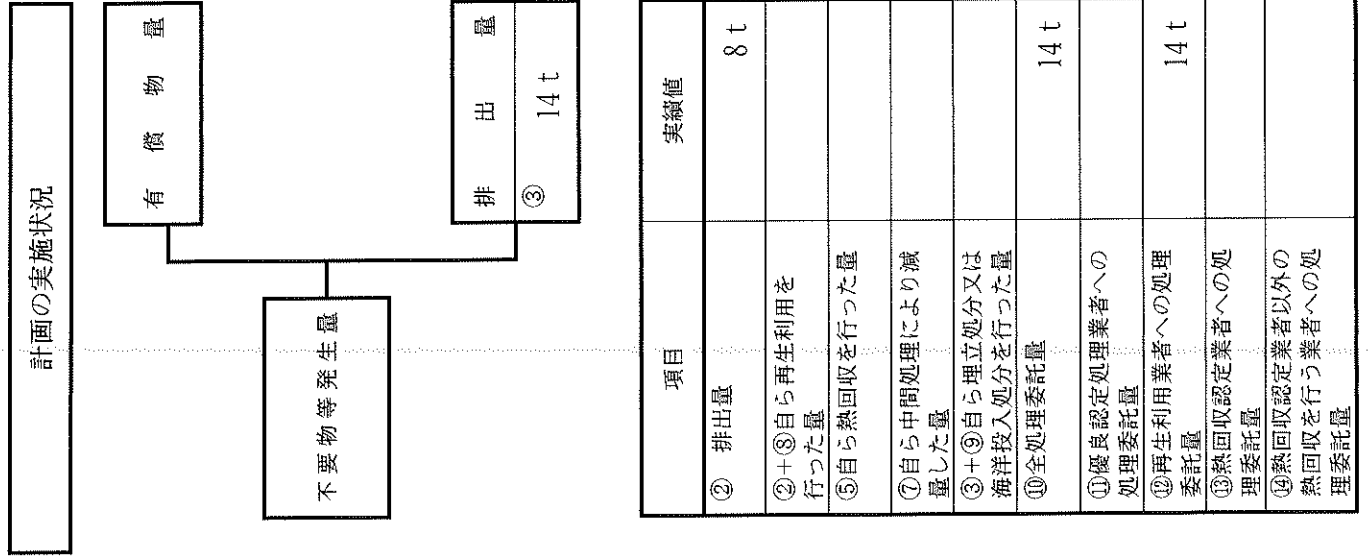 計画の実施状況
不要物等発生量
有償物量
排出量
③ 14 t
項目 実績値
② 排出量 8 t
②+⑧自ら再生利用を
行った量
⑤自ら熱回収を行った量
⑦自ら中間処理により減
量した量
③+⑨自ら埋立処分又は
海洋投入処分を行った量
⑩全処理委託量 14 t
⑪優良認定処理業者への
処理委託量
⑫再生利用業者への処理
委託量 14 t
⑬熱回収認定業者への処
理委託量
⑭熱回収認定業者以外の
熱回収を行う業者への処
理委託量